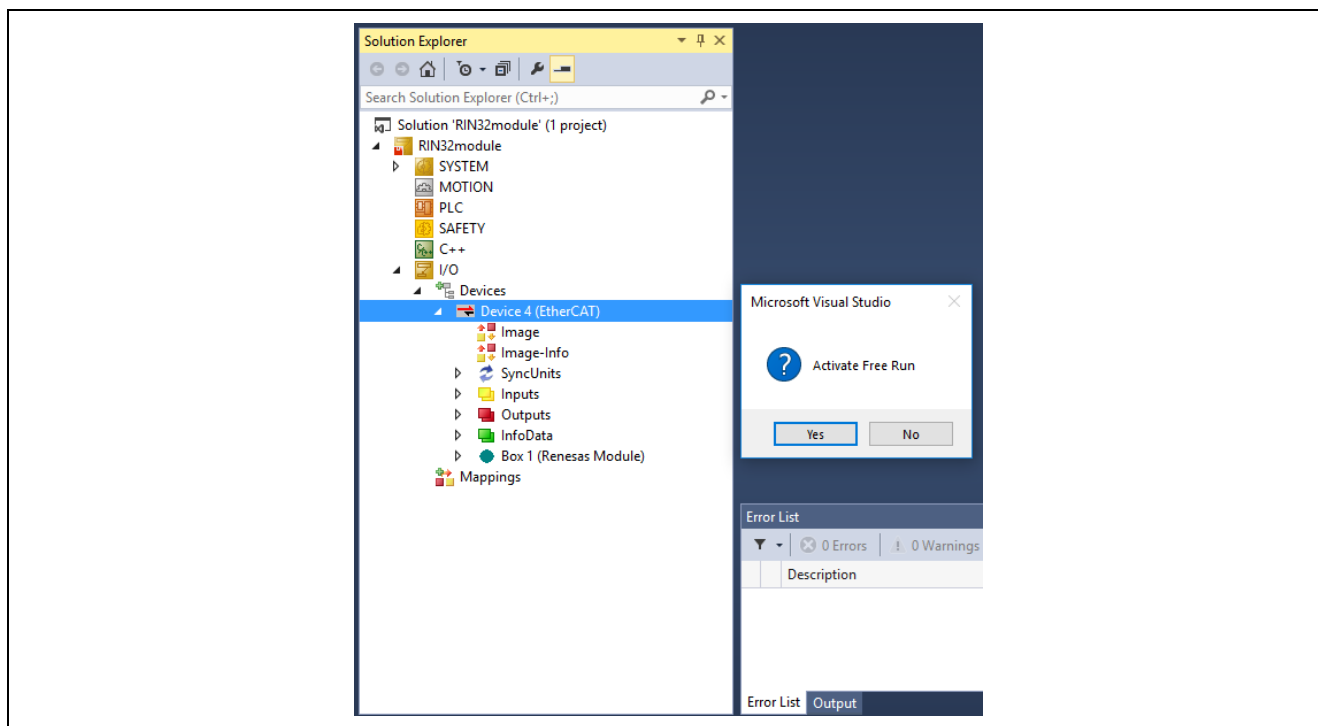 Solution Explorer
Search Solution Explorer (Ctrl+;)
Solution 'RIN32module' (1 project)
RIN32module
SYSTEM
MOTION
PLC
SAFETY
C++
I/O
Devices
Device 4 (EtherCAT)
Image
Image-Info
SyncUnits
Inputs
Outputs
InfoData
Box 1 (Renesas Module)
Mappings
Microsoft Visual Studio
Activate Free Run
Yes No
Error List
0 Errors 0 Warnings
Description
Error List Output